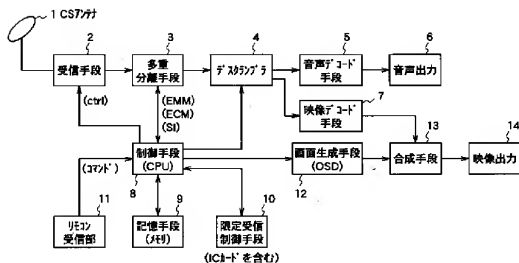 1 CSアンテナ
2
受信手段
3
多重
分離手段
4
デスクランブラ
5
音声デコード
手段
6
音声出力
7
映像デコード
手段
(ctrl)
(EMM)
(ECM)
(SI)
13
合成手段
14
映像出力
制御手段
(CPU)
8
画面生成手段
(OSD)
12
(コマンド)
11
リモコン
受信部
9
記憶手段
(メモリ)
10
限定受信
制御手段
(ICカードを含む)